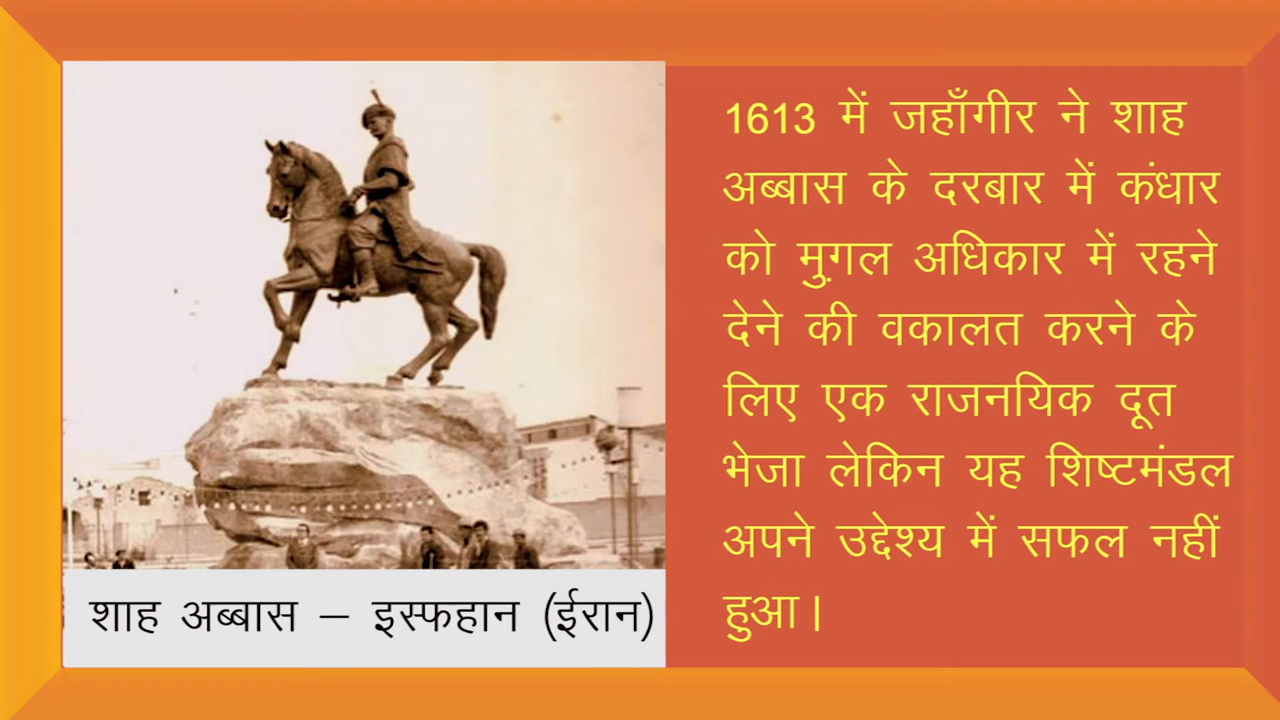 1613 में जहाँगीर ने शाह
अब्बास के दरबार में कंधार
को मुग़ल अधिकार में रहने
देने की वकालत करने के
लिए एक राजनयिक दूत
भेजा लेकिन यह शिष्टमंडल
अपने उद्देश्य में सफल नहीं
हुआ।
शाह अब्बास – इस्फहान (ईरान)